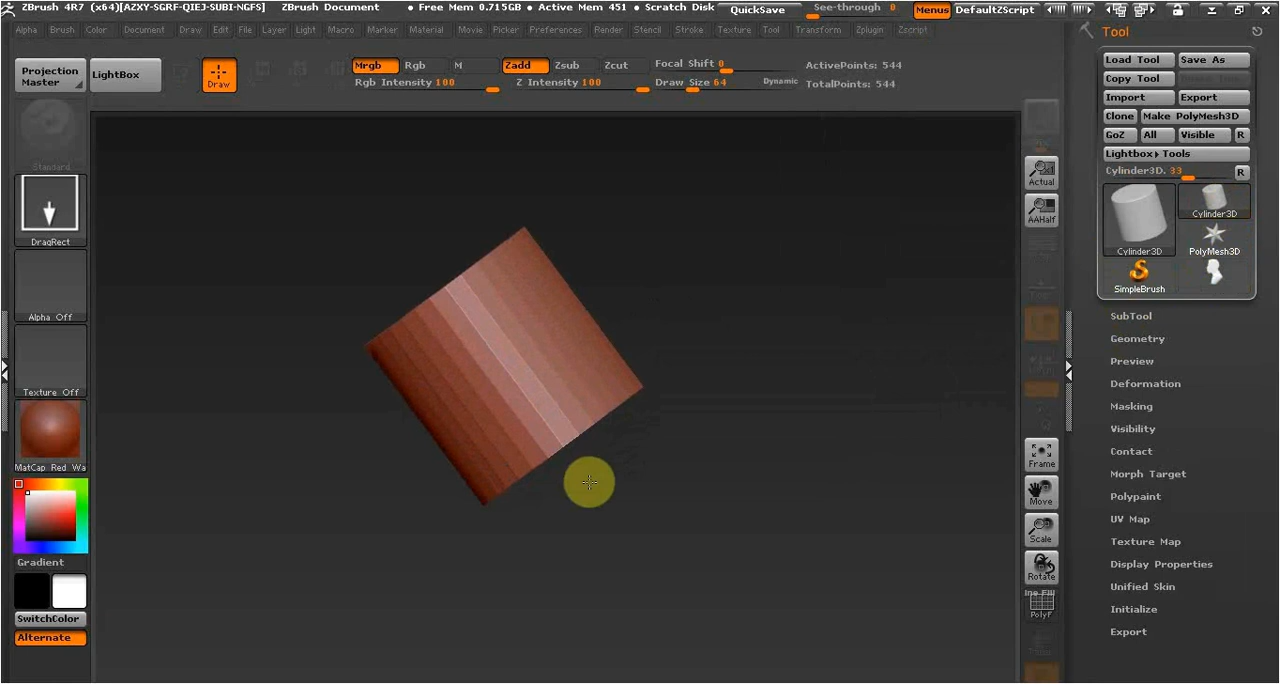 ZBrush 4R7 (x64)[AZXY-SGRF-QIEJ-SUBI-NGFS] ZBrush Document • Free Mem 0.715GB • Active Mem 451 • Scratch Disk QuickSave See-through 0 Menus DefaultZScript
Alpha Brush Color Document Draw Edit File Layer Light Macro Marker Material Movie Picker Preferences Render Stencil Stroke Texture Tool Transform Zplugin Zscript
Tool
Projection Master
LightBox
Draw
Mrgb Rgb M
Rgb Intensity 100
Zadd Zsub Zcut
Z Intensity 100
Focal Shift 0
Draw Size 64 Dynamic
ActivePoints: 544
TotalPoints: 544
Load Tool Save As
Copy Tool
Import Export
Clone Make PolyMesh3D
GoZ All Visible R
Lightbox▸Tools
Cylinder3D. 33 R
Cylinder3D
Cylinder3D
PolyMesh3D
SimpleBrush
Standard
DragRect
Alpha Off
Texture Off
MatCap Red Wa
Gradient
SwitchColor
Alternate
Actual
AAHalf
Frame
Move
Scale
Rotate
PolyF
SubTool
Geometry
Preview
Deformation
Masking
Visibility
Contact
Morph Target
Polypaint
UV Map
Texture Map
Display Properties
Unified Skin
Initialize
Export